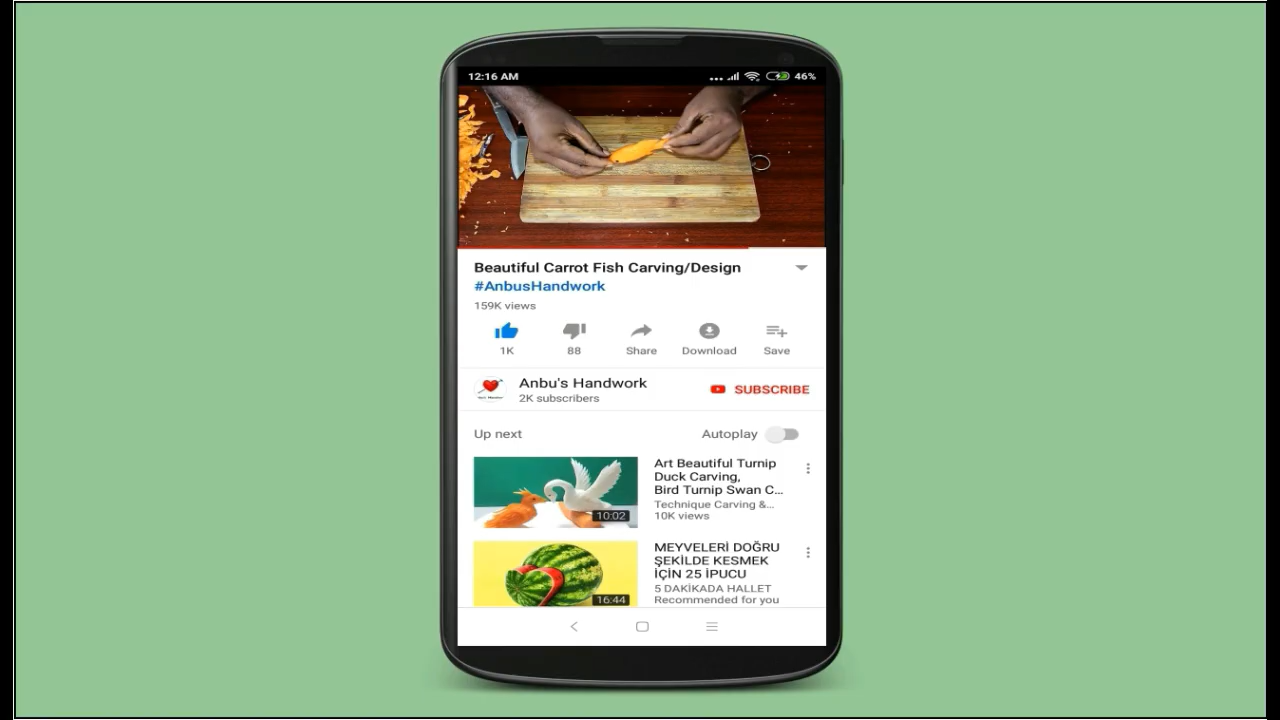 12:16 AM 46%
Beautiful Carrot Fish Carving/Design
#AnbusHandwork
159K views
1K 88 Share Download Save
Anbu's Handwork SUBSCRIBE
2K subscribers
Up next Autoplay
Art Beautiful Turnip
Duck Carving,
Bird Turnip Swan C...
Technique Carving &...
10K views
10:02
MEYVELERİ DOĞRU
ŞEKİLDE KESMEK
İÇİN 25 İPUCU
5 DAKİKADA HALLET
Recommended for you
16:44